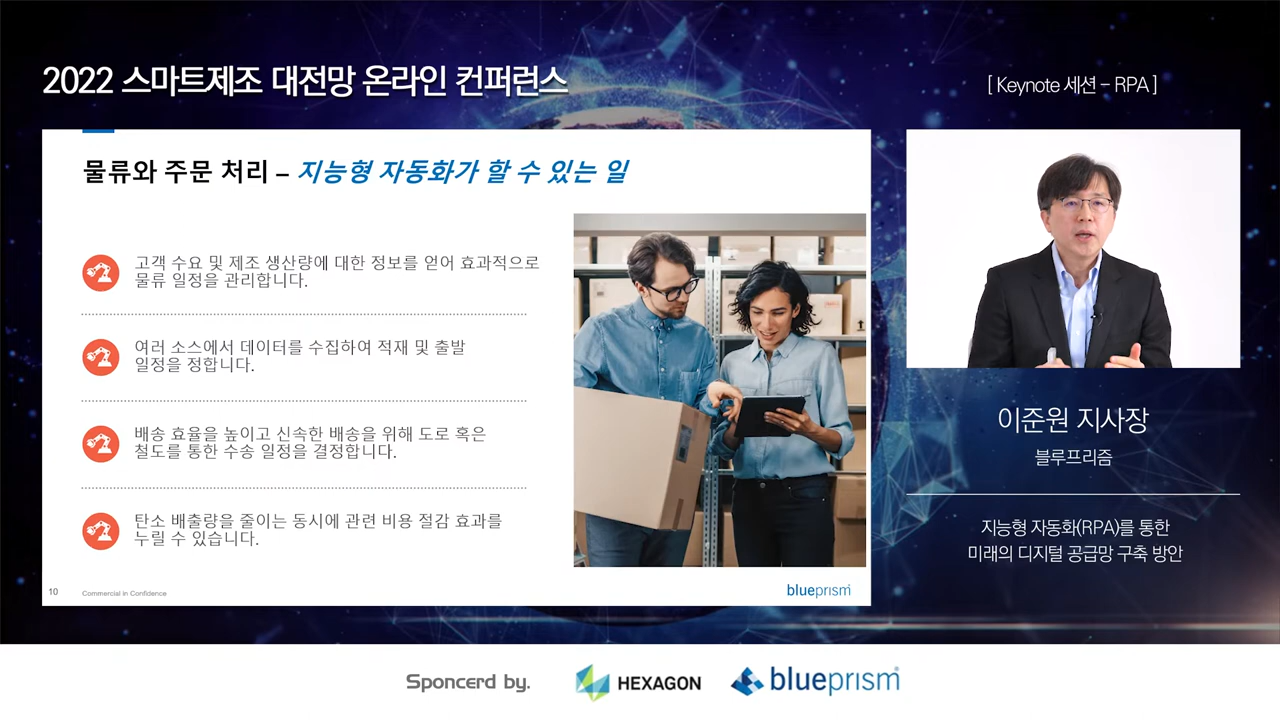 2022 스마트제조 대전망 온라인 컨퍼런스
[ Keynote 세션 – RPA ]
물류와 주문 처리 – 지능형 자동화가 할 수 있는 일
고객 수요 및 제조 생산량에 대한 정보를 얻어 효과적으로
물류 일정을 관리합니다.
여러 소스에서 데이터를 수집하여 적재 및 출발
일정을 정합니다.
배송 효율을 높이고 신속한 배송을 위해 도로 혹은
철도를 통한 수송 일정을 결정합니다.
탄소 배출량을 줄이는 동시에 관련 비용 절감 효과를
누릴 수 있습니다.
10
Commercial in Confidence
blueprism
이준원 지사장
블루프리즘
지능형 자동화(RPA)를 통한
미래의 디지털 공급망 구축 방안
Sponcerd by.
HEXAGON
blueprism®